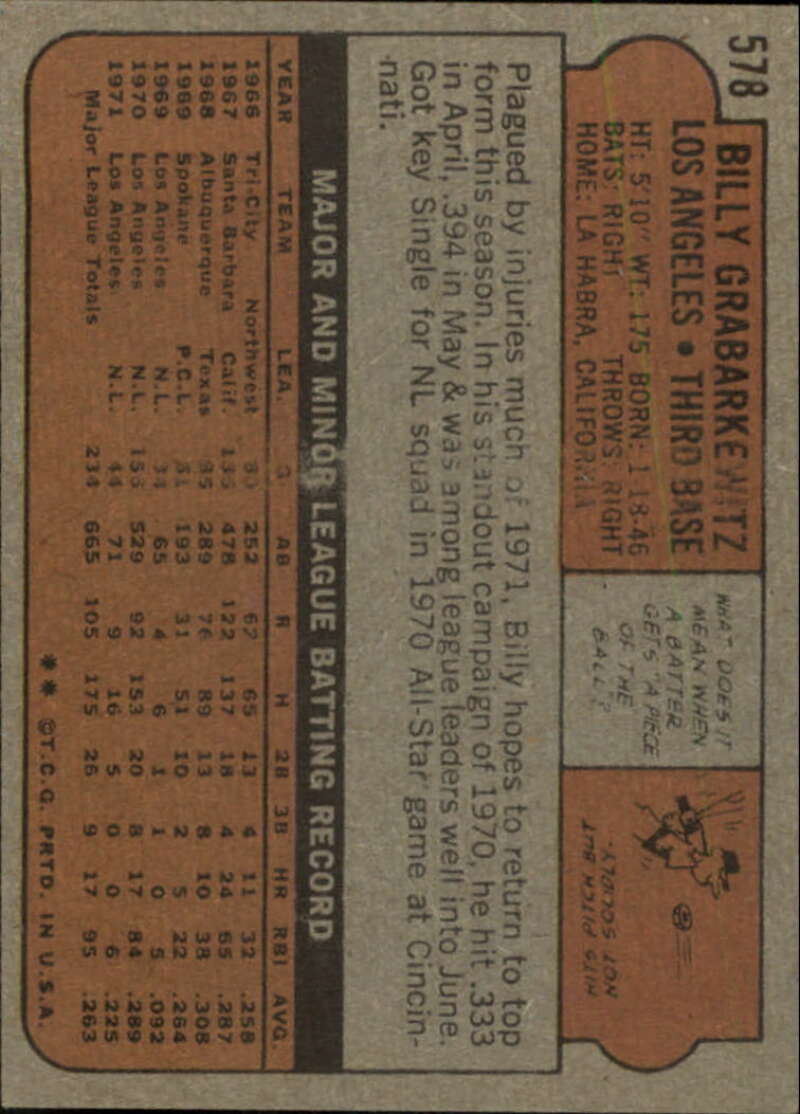 578
BILLY GRABARKEWITZ
LOS ANGELES • THIRD BASE
HT: 5'10" WT: 175 BORN: 1-18-46
BATS: RIGHT THROWS: RIGHT
HOME: LA HABRA, CALIFORNIA
WHAT DOES IT
MEAN WHEN
A BATTER
GETS "A PIECE
OF THE
BALL"?
HITS PITCH BUT
NOT SOLIDLY.
Plagued by injuries much of 1971, Billy hopes to return to top
form this season. In his standout campaign of 1970, he hit .333
in April, .394 in May & was among league leaders well into June.
Got key Single for NL squad in 1970 All-Star game at Cincin-
nati.
MAJOR AND MINOR LEAGUE BATTING RECORD
YEAR TEAM LEA. G AB R H 2B 3B HR RBI AVG.
1966 Tri-City Northwest 252 67 65 13 4 11 32 .258
1967 Santa Barbara Calif. 135 478 122 137 18 4 24 65 .287
1968 Albuquerque Texas 85 289 76 89 13 8 10 38 .308
1969 Spokane P.C.L. 51 193 31 51 10 2 5 22 .264
1969 Los Angeles N.L. 34 65 4 6 1 1 0 5 .092
1970 Los Angeles N.L. 156 529 92 153 20 8 17 84 .289
1971 Los Angeles N.L. 44 71 9 16 5 0 0 6 .225
Major League Totals 234 665 105 175 26 9 17 95 .263
** ©T.C.G. PRTD. IN U.S.A.